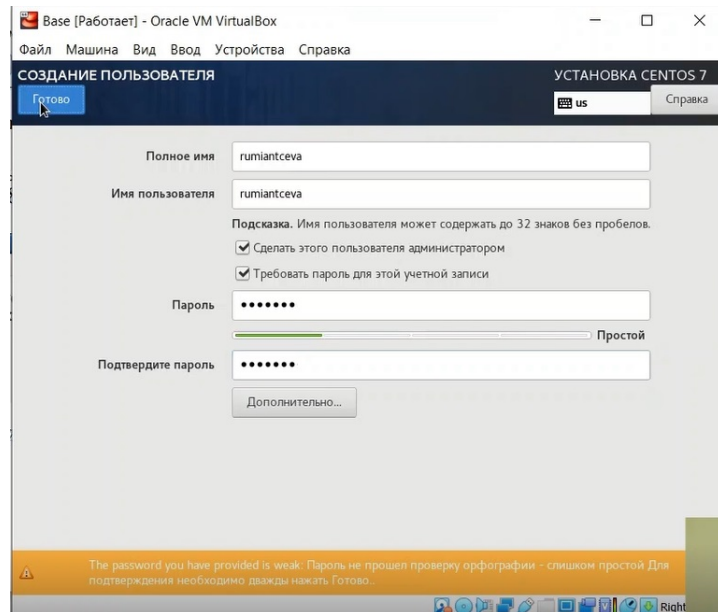 Base [Работает] - Oracle VM VirtualBox
Файл Машина Вид Ввод Устройства Справка
СОЗДАНИЕ ПОЛЬЗОВАТЕЛЯ
УСТАНОВКА CENTOS 7
Готово
us
Справка
Полное имя
rumiantceva
Имя пользователя
rumiantceva
Подсказка. Имя пользователя может содержать до 32 знаков без пробелов.
Сделать этого пользователя администратором
Требовать пароль для этой учетной записи
Пароль
•••••••
Простой
Подтвердите пароль
•••••••
Дополнительно...
The password you have provided is weak: Пароль не прошел проверку орфографии - слишком простой Для
подтверждения необходимо дважды нажать Готово..
Right